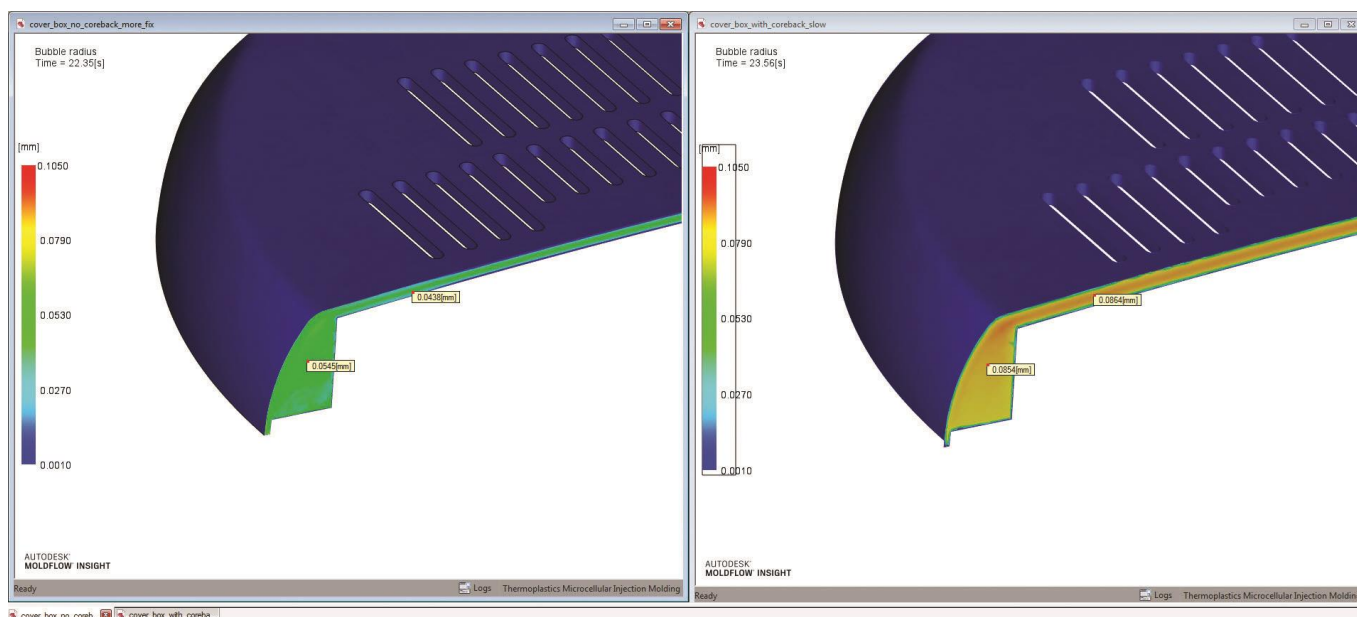 cover_box_no_coreback_more_fix
Bubble radius
Time = 22.35[s]
[mm]
0.1050
0.0790
0.0530
0.0270
0.0010
0.0438[mm]
0.0545[mm]
AUTODESK®
MOLDFLOW® INSIGHT
Ready
Logs
Thermoplastics Microcellular Injection Molding
cover_box_with_coreback_slow
Bubble radius
Time = 23.56[s]
[mm]
0.1050
0.0790
0.0530
0.0270
0.0010
0.0864[mm]
0.0854[mm]
AUTODESK®
MOLDFLOW® INSIGHT
Ready
Logs
Thermoplastics Microcellular Injection Molding
cover_box_no_coreb...
cover_box_with_coreba...